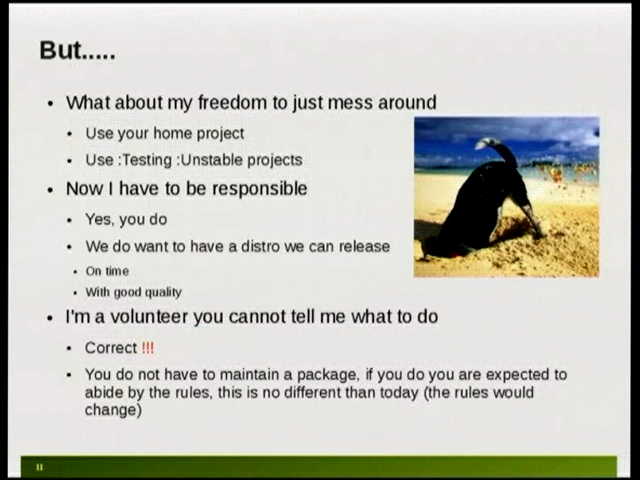 But.....
• What about my freedom to just mess around
• Use your home project
• Use :Testing :Unstable projects
• Now I have to be responsible
• Yes, you do
• We do want to have a distro we can release
• On time
• With good quality
• I'm a volunteer you cannot tell me what to do
• Correct !!!
• You do not have to maintain a package, if you do you are expected to
abide by the rules, this is no different than today (the rules would
change)
11